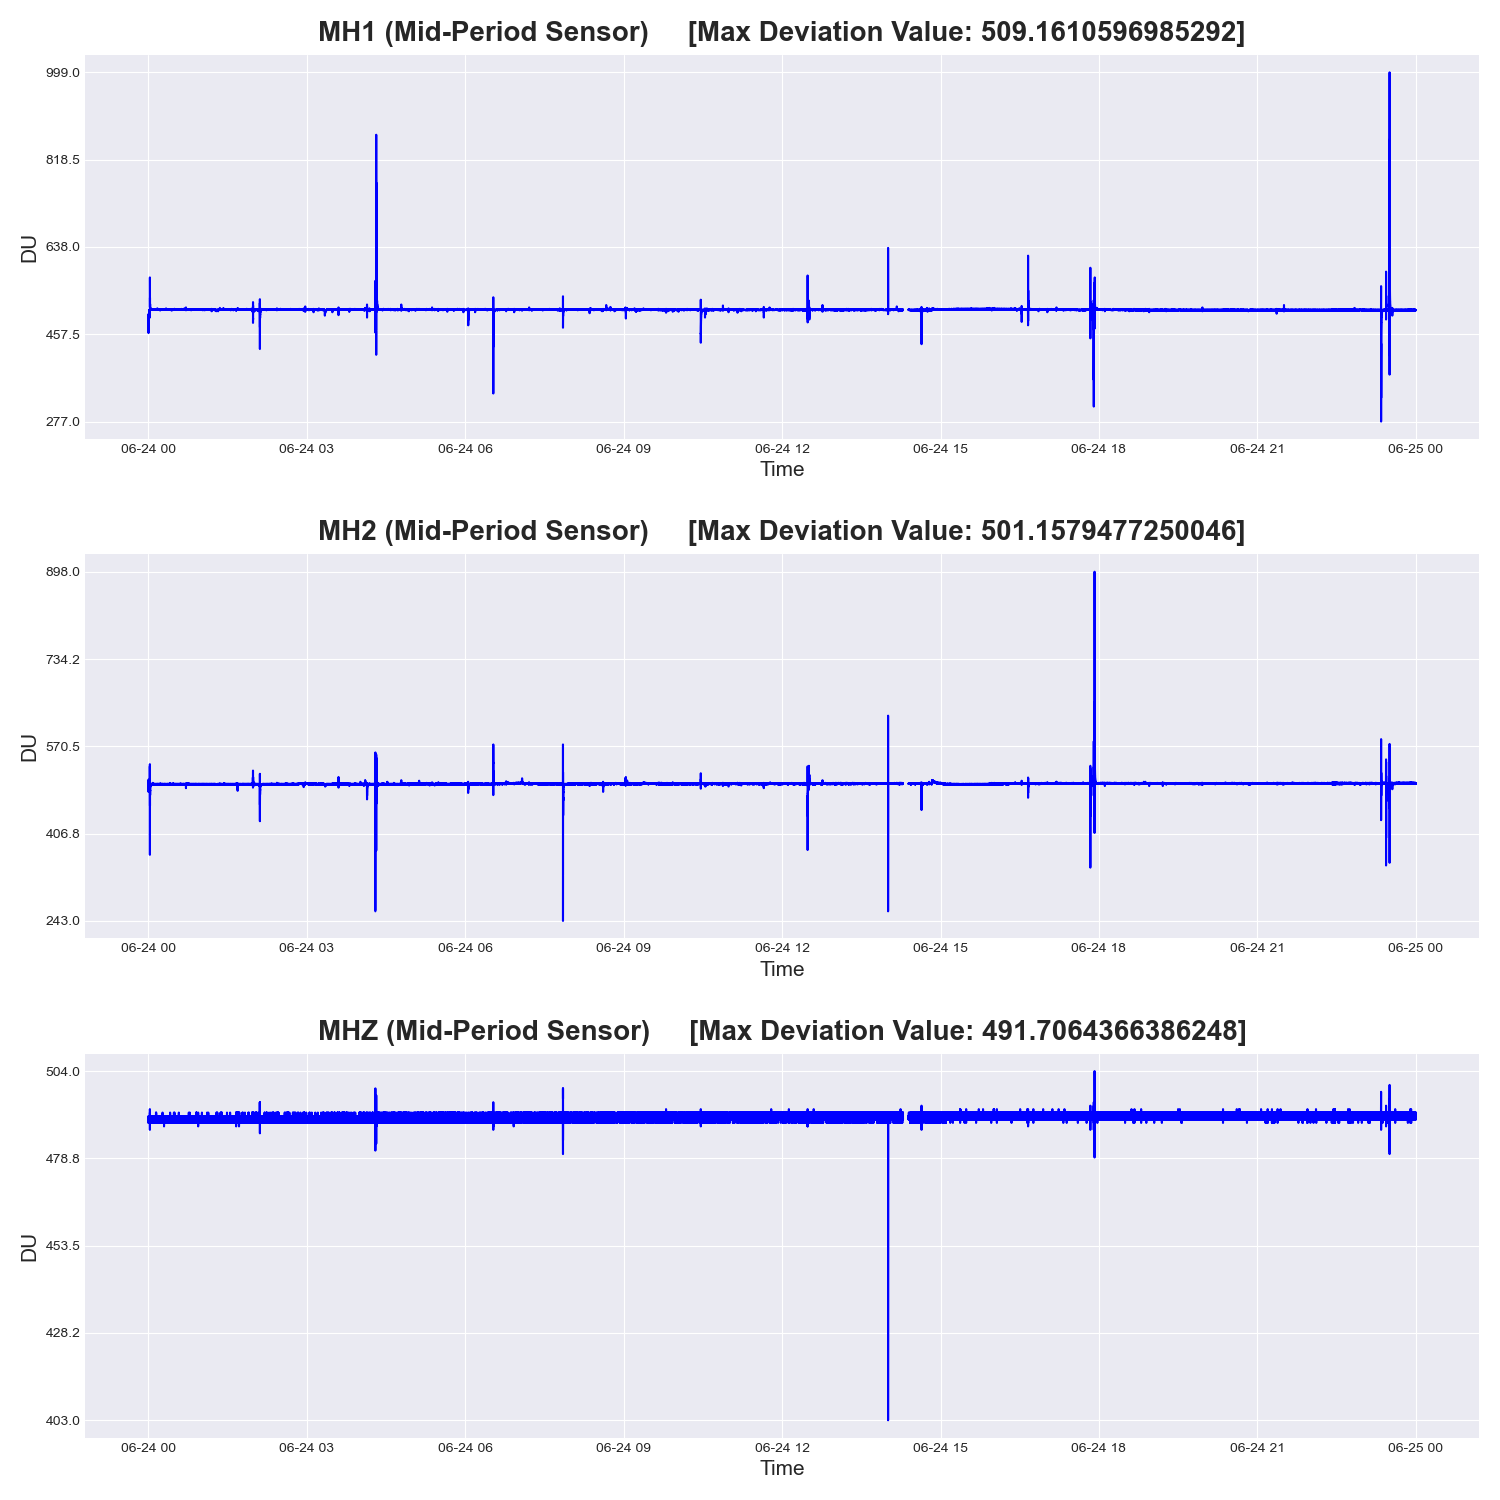 MH1 (Mid-Period Sensor) [Max Deviation Value: 509.1610596985292]
999.0
818.5
638.0
457.5
277.0
DU
06-24 00 06-24 03 06-24 06 06-24 09 06-24 12 06-24 15 06-24 18 06-24 21 06-25 00
Time
MH2 (Mid-Period Sensor) [Max Deviation Value: 501.1579477250046]
898.0
734.2
570.5
406.8
243.0
DU
06-24 00 06-24 03 06-24 06 06-24 09 06-24 12 06-24 15 06-24 18 06-24 21 06-25 00
Time
MHZ (Mid-Period Sensor) [Max Deviation Value: 491.7064366386248]
504.0
478.8
453.5
428.2
403.0
DU
06-24 00 06-24 03 06-24 06 06-24 09 06-24 12 06-24 15 06-24 18 06-24 21 06-25 00
Time